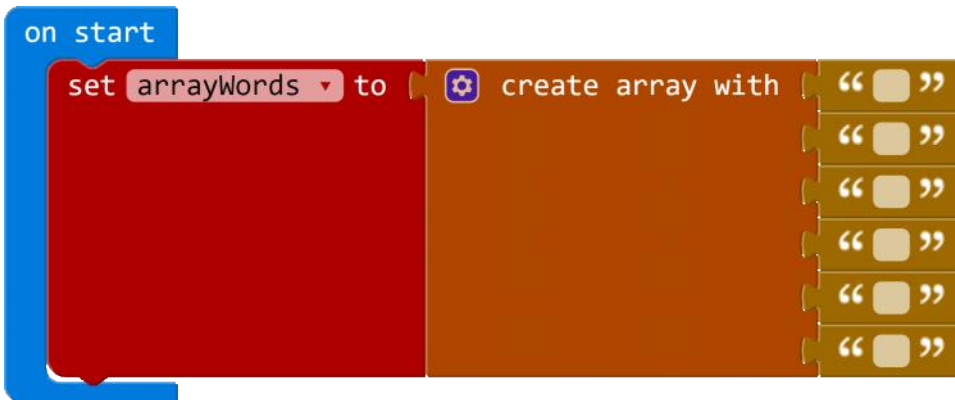 on start
set arrayWords to create array with “ ”
“ ”
“ ”
“ ”
“ ”
“ ”